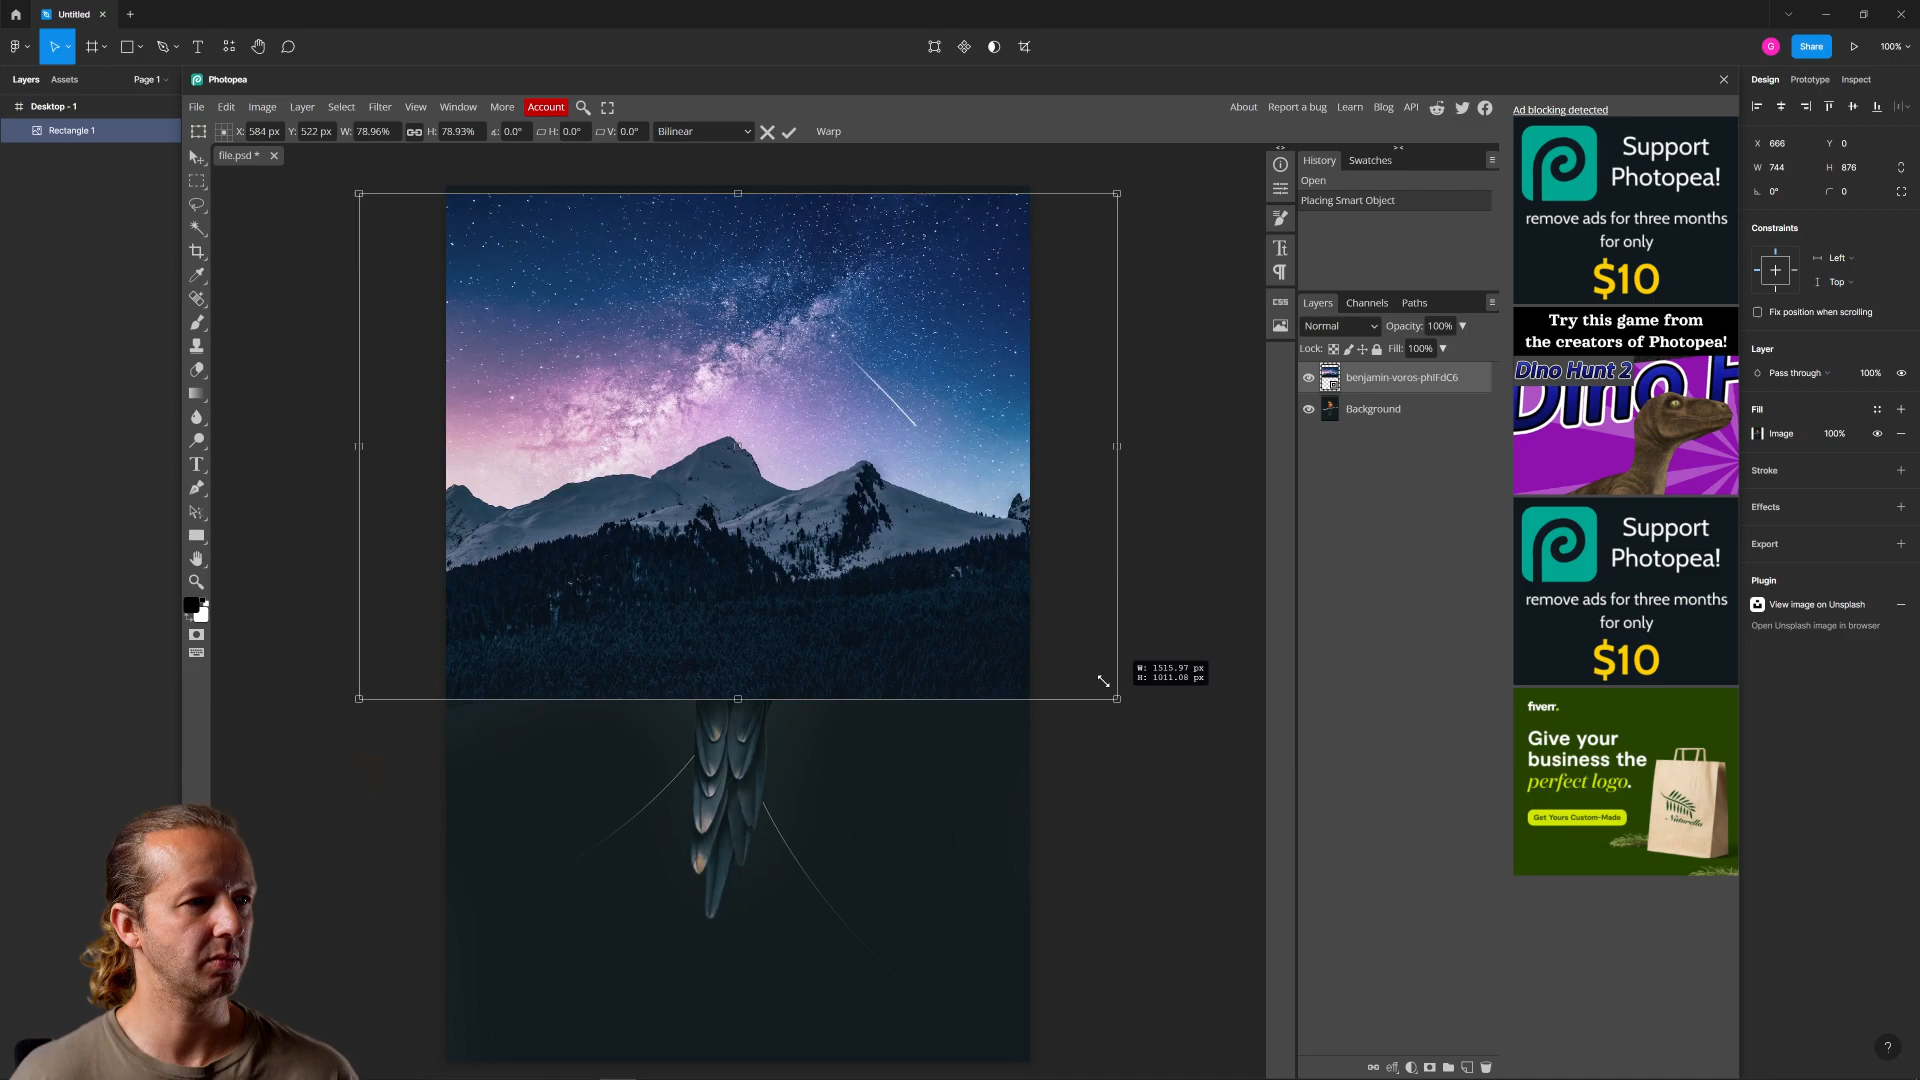 Untitled
Share
100%
Layers
Assets
Page 1
Photopea
Design
Prototype
Inspect
Desktop - 1
Rectangle 1
File
Edit
Image
Layer
Select
Filter
View
Window
More
Account
About
Report a bug
Learn
Blog
API
X: 584 px
Y: 522 px
W: 78.96%
H: 78.93%
0.0°
H: 0.0°
V: 0.0°
Bilinear
Warp
file.psd *
History
Swatches
Open
Placing Smart Object
Layers
Channels
Paths
Normal
Opacity: 100%
Lock:
Fill: 100%
benjamin-voros-phIFdC6
Background
CSS
eff
W: 1515.97 px
H: 1011.08 px
Ad blocking detected
Support
Photopea!
remove ads for three months
for only
$10
Try this game from
the creators of Photopea!
Dino Hunt 2
Support
Photopea!
remove ads for three months
for only
$10
fiverr.
Give your
business the
perfect logo.
Get Yours Custom-Made
Naturello
X 666
Y 0
W 744
H 876
0°
0
Constraints
Left
Top
Fix position when scrolling
Layer
Pass through
100%
Fill
Image
100%
Stroke
Effects
Export
Plugin
View image on Unsplash
Open Unsplash image in browser
?